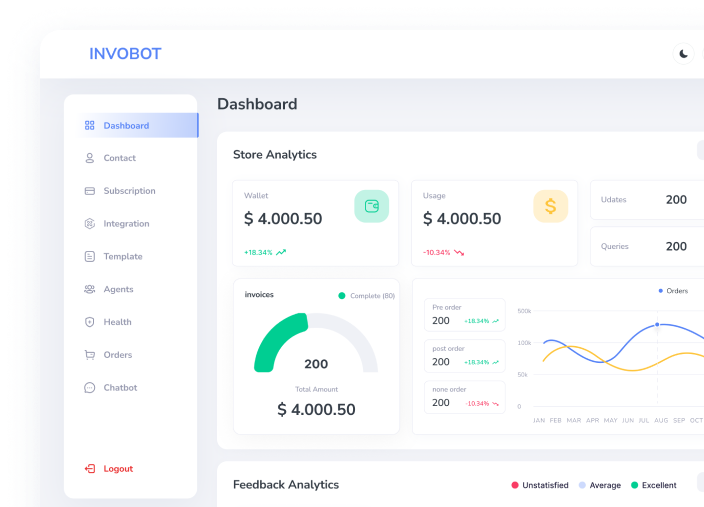 INVOBOT
Dashboard
Contact
Subscription
Integration
Template
Agents
Health
Orders
Chatbot
Logout
Dashboard
Store Analytics
Wallet
$ 4.000.50
+18.34%
Usage
$ 4.000.50
-10.34%
Udates 200
Queries 200
invoices
Complete (80)
200
Total Amount
$ 4.000.50
Pre order
200 +18.34%
post order
200 +18.34%
none order
200 -10.34%
Orders
500k
100k
50k
0
JAN FEB MAR APR MAY JUN JUL AUG SEP OCT
Feedback Analytics
Unstatisfied Average Excellent